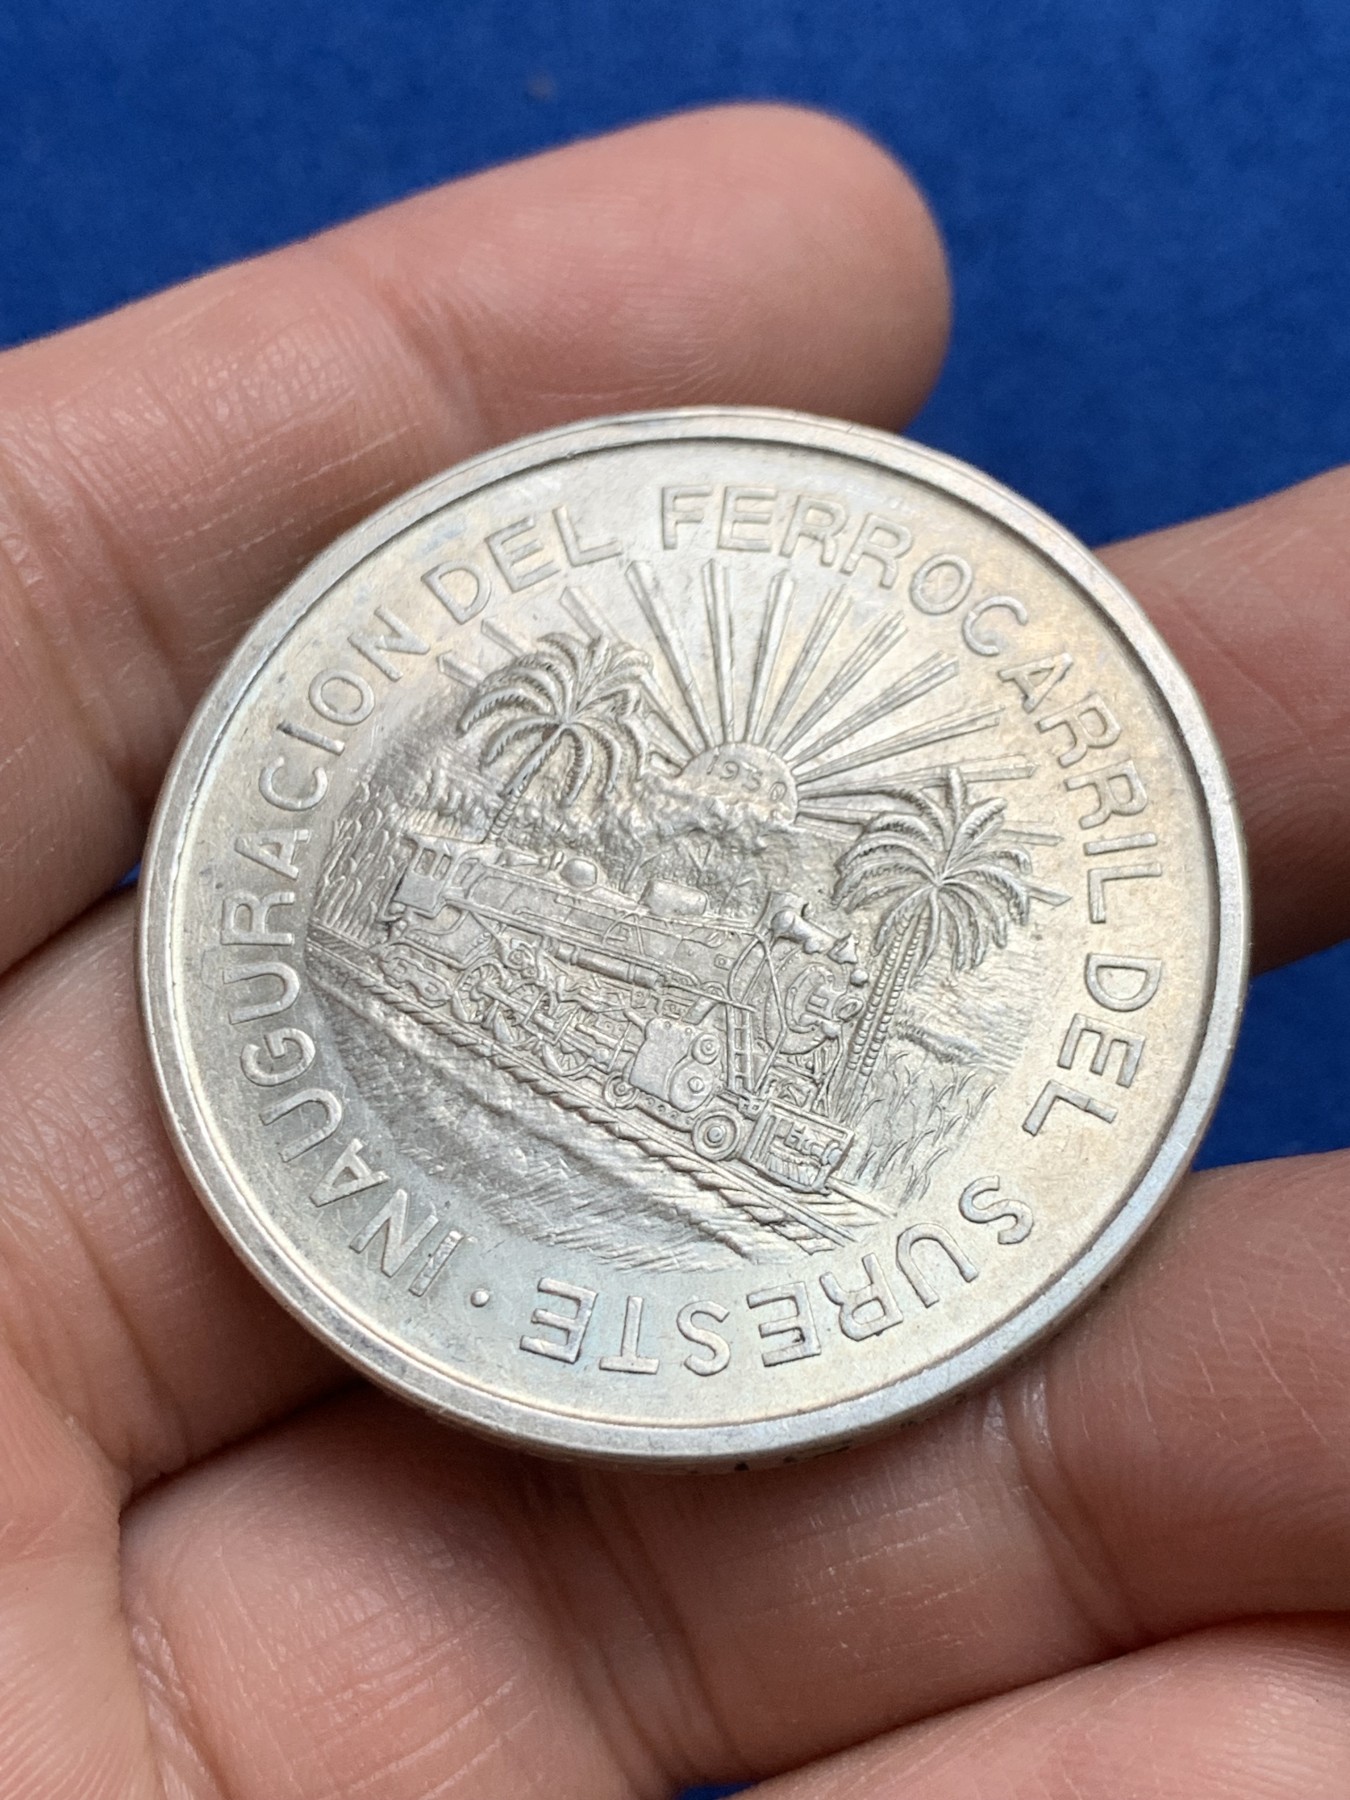 INAUGURACION DEL FERROCARRIL DEL SURESTE ·
1950